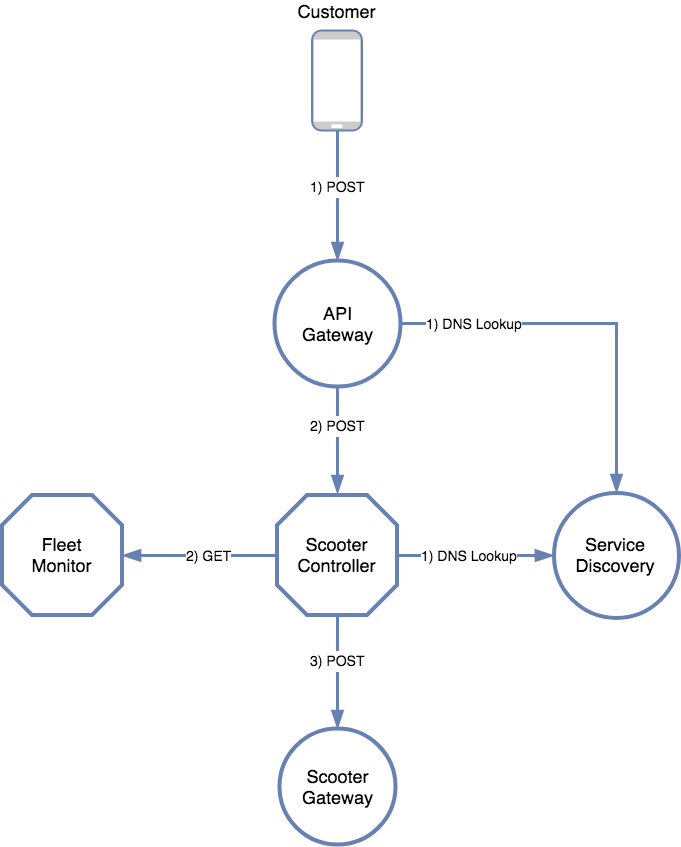 Customer
1) POST
API
Gateway
1) DNS Lookup
2) POST
Fleet
Monitor
2) GET
Scooter
Controller
1) DNS Lookup
Service
Discovery
3) POST
Scooter
Gateway